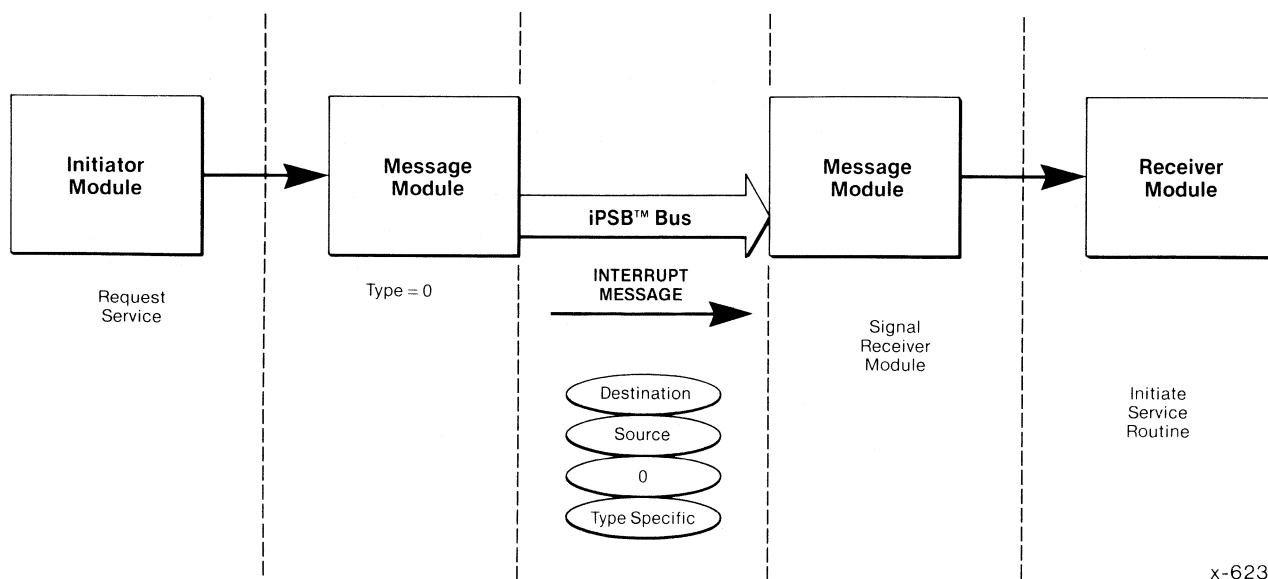 Initiator
Module
Message
Module
iPSB™ Bus
Message
Module
Receiver
Module
Request
Service
Type = 0
INTERRUPT
MESSAGE
Signal
Receiver
Module
Destination
Source
0
Type Specific
Initiate
Service
Routine
x-623